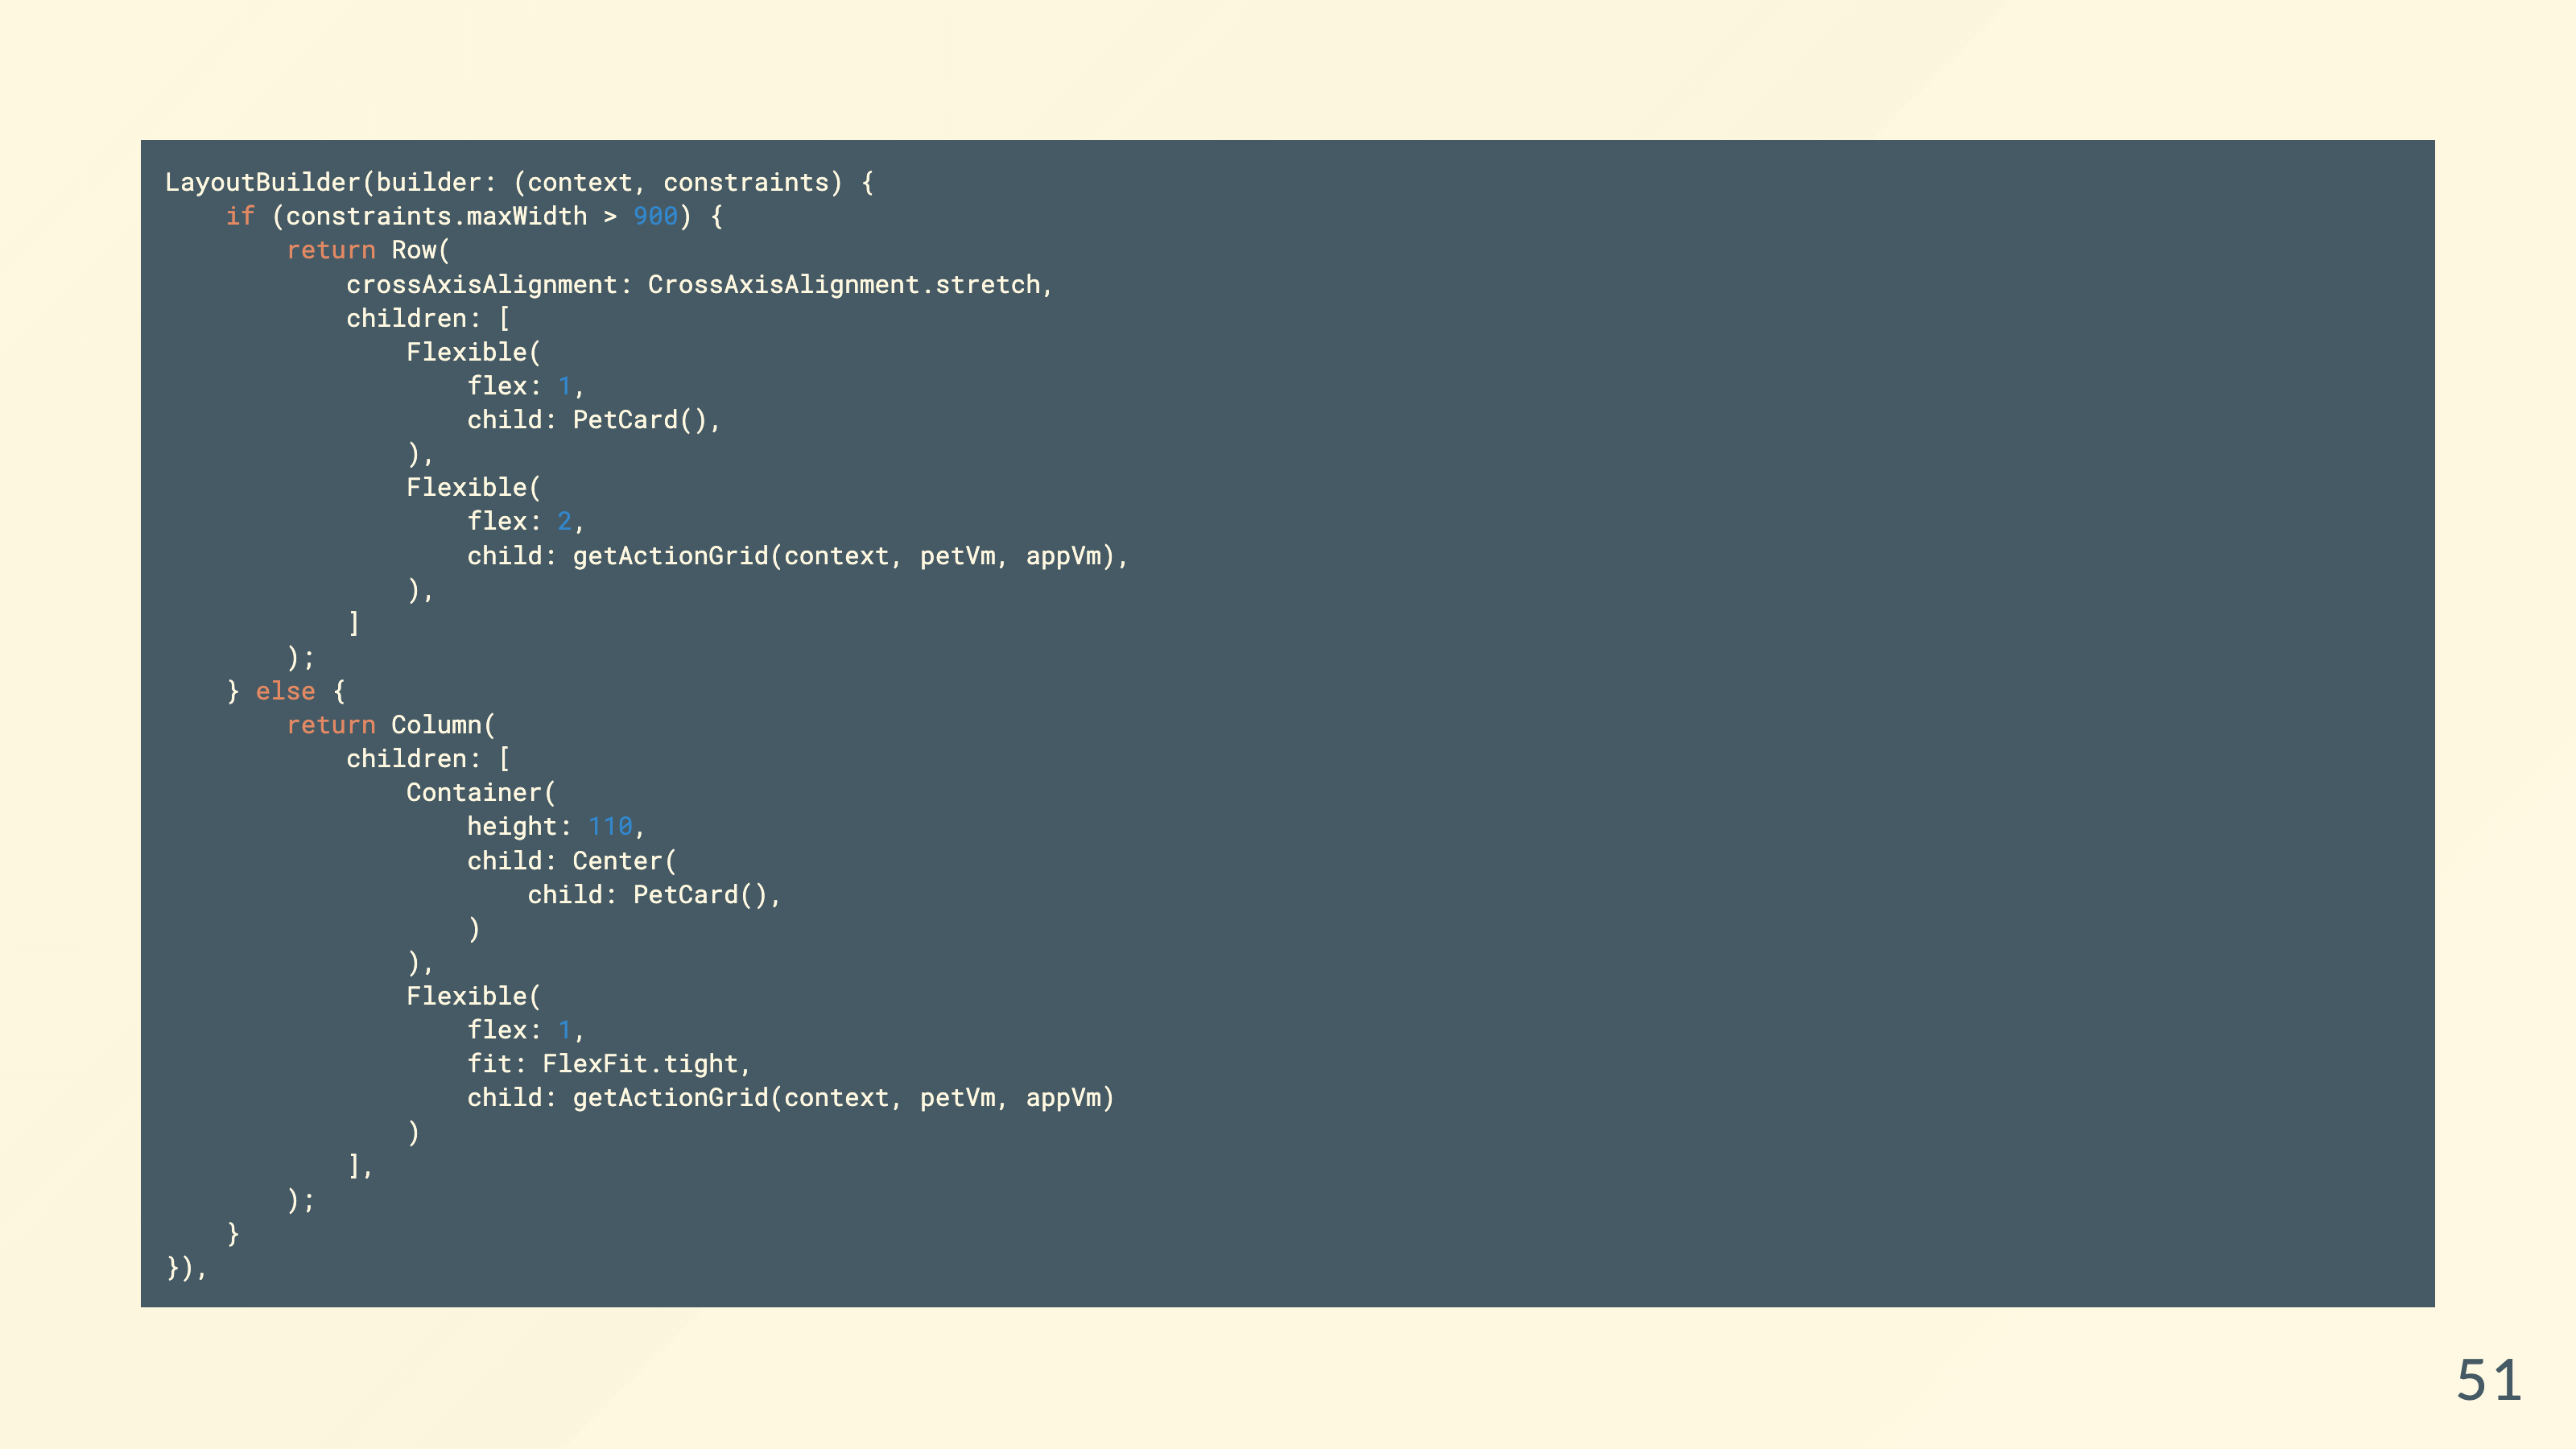 LayoutBuilder(builder: (context, constraints) {
    if (constraints.maxWidth > 900) {
        return Row(
            crossAxisAlignment: CrossAxisAlignment.stretch,
            children: [
                Flexible(
                    flex: 1,
                    child: PetCard(),
                ),
                Flexible(
                    flex: 2,
                    child: getActionGrid(context, petVm, appVm),
                ),
            ]
        );
    } else {
        return Column(
            children: [
                Container(
                    height: 110,
                    child: Center(
                        child: PetCard(),
                    )
                ),
                Flexible(
                    flex: 1,
                    fit: FlexFit.tight,
                    child: getActionGrid(context, petVm, appVm)
                )
            ],
        );
    }
}),
51